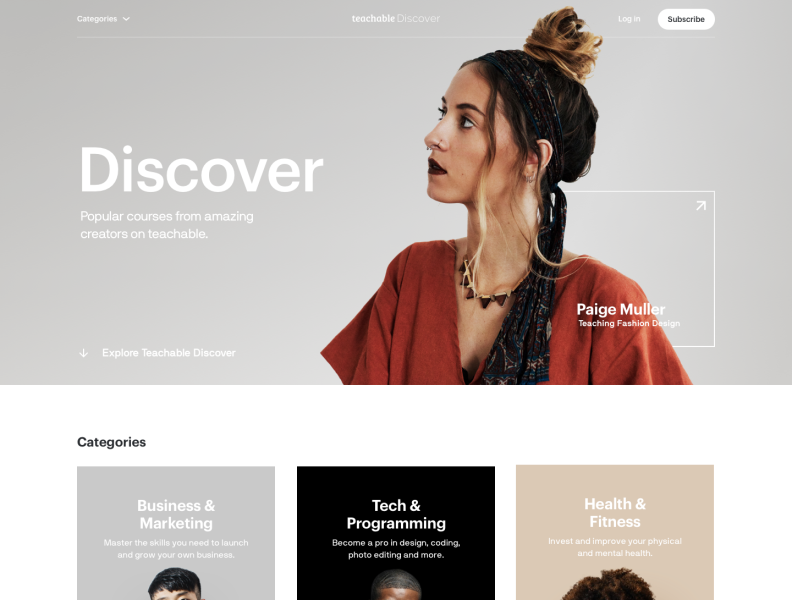 Categories
teachable Discover
Log in
Subscribe
Discover
Popular courses from amazing
creators on teachable.
Paige Muller
Teaching Fashion Design
Explore Teachable Discover
Categories
Business &
Marketing
Master the skills you need to launch
and grow your own business.
Tech &
Programming
Become a pro in design, coding,
photo editing and more.
Health &
Fitness
Invest and improve your physical
and mental health.